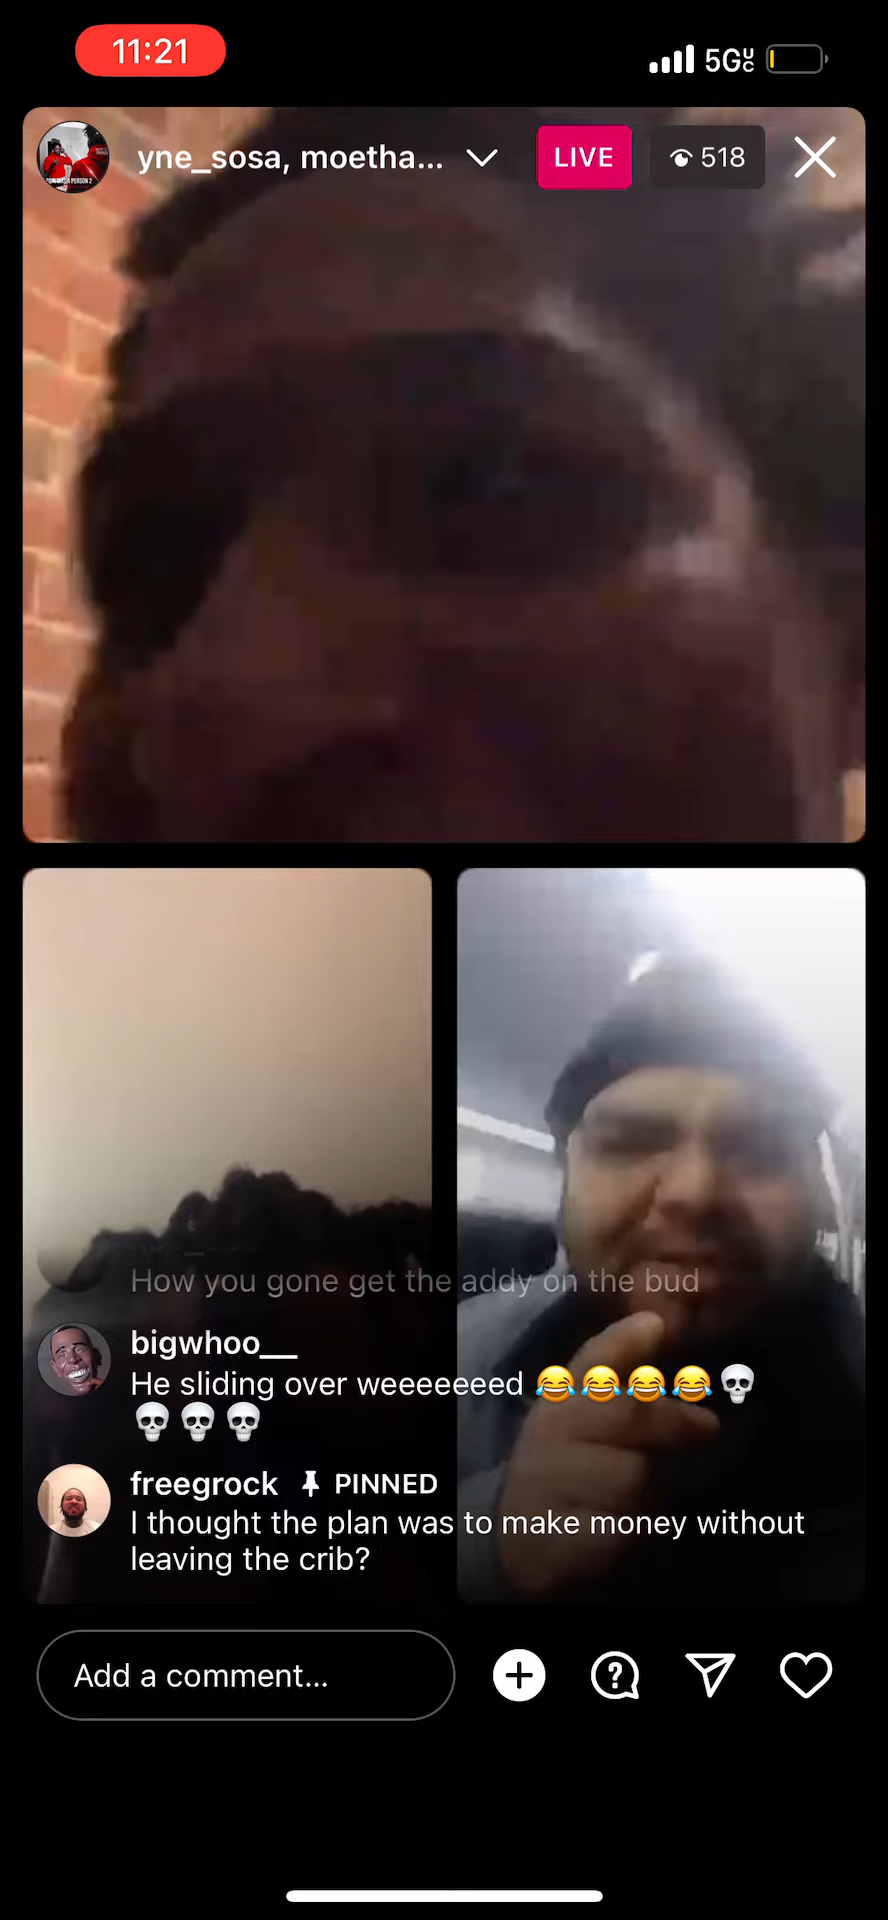 11:21
5G UC
yne_sosa, moetha...
LIVE
518
How you gone get the addy on the bud
bigwhoo__
He sliding over weeeeeeed 😂😂😂😂💀
💀💀💀
freegrock PINNED
I thought the plan was to make money without
leaving the crib?
Add a comment...